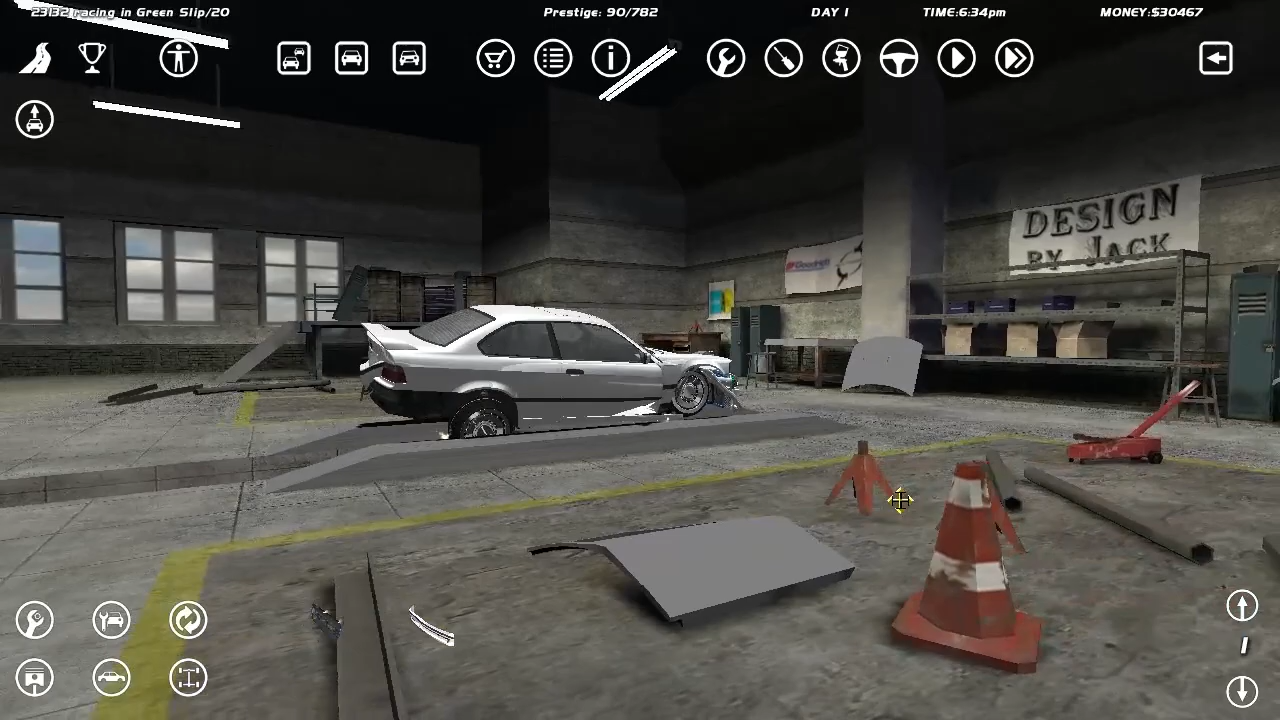 23132 racing in Green Slip/20
Prestige: 90/782
DAY 1
TIME:6:34pm
MONEY:$30467
DESIGN
BY JACK
1